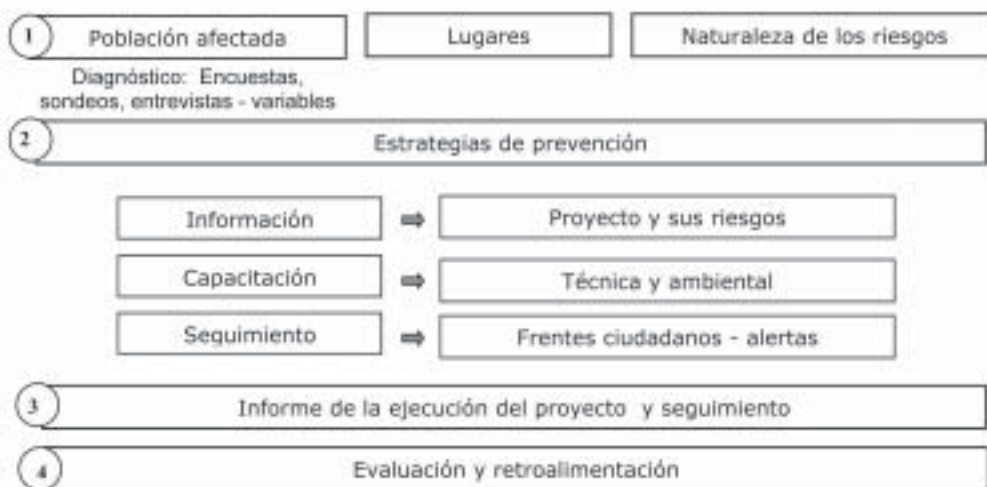 1 Población afectada Lugares Naturaleza de los riesgos
Diagnóstico: Encuestas,
sondeos, entrevistas - variables
2 Estrategias de prevención
Información ⇨ Proyecto y sus riesgos
Capacitación ⇨ Técnica y ambiental
Seguimiento ⇨ Frentes ciudadanos - alertas
3 Informe de la ejecución del proyecto y seguimiento
4 Evaluación y retroalimentación